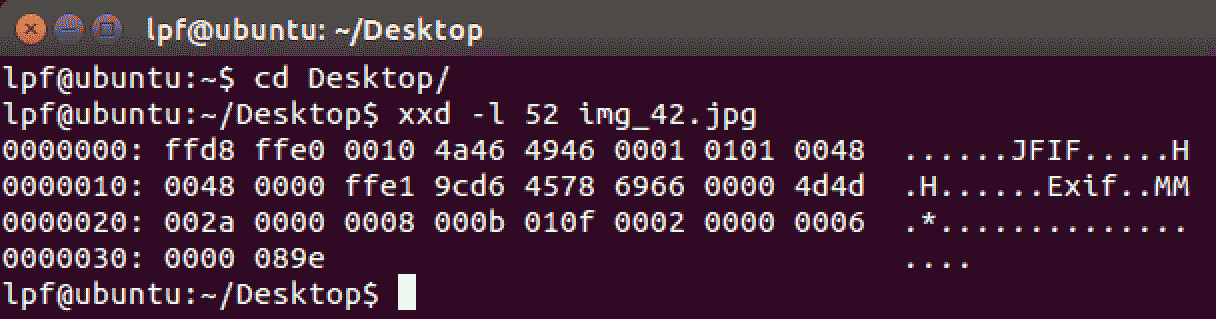 lpf@ubuntu: ~/Desktop
lpf@ubuntu:~$ cd Desktop/
lpf@ubuntu:~/Desktop$ xxd -l 52 img_42.jpg
0000000: ffd8 ffe0 0010 4a46 4946 0001 0101 0048  ......JFIF.....H
0000010: 0048 0000 ffe1 9cd6 4578 6966 0000 4d4d  .H......Exif..MM
0000020: 002a 0000 0008 000b 010f 0002 0000 0006  .*..............
0000030: 0000 089e                                ....
lpf@ubuntu:~/Desktop$